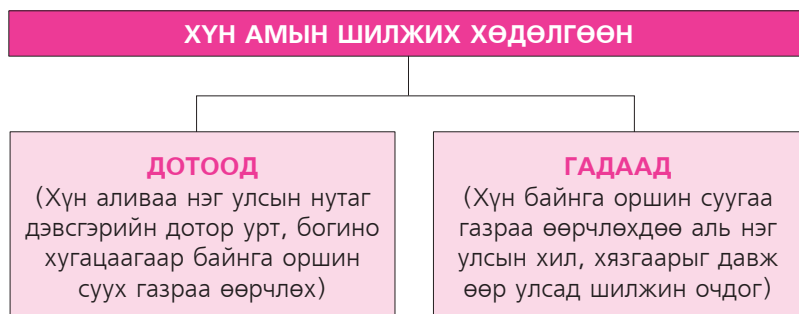 ХҮН АМЫН ШИЛЖИХ ХӨДӨЛГӨӨН
ДОТООД
(Хүн аливаа нэг улсын нутаг
дэвсгэрийн дотор урт, богино
хугацаагаар байнга оршин
суух газраа өөрчлөх)
ГАДААД
(Хүн байнга оршин суугаа
газраа өөрчлөхдөө аль нэг
улсын хил, хязгаарыг давж
өөр улсад шилжин очдог)